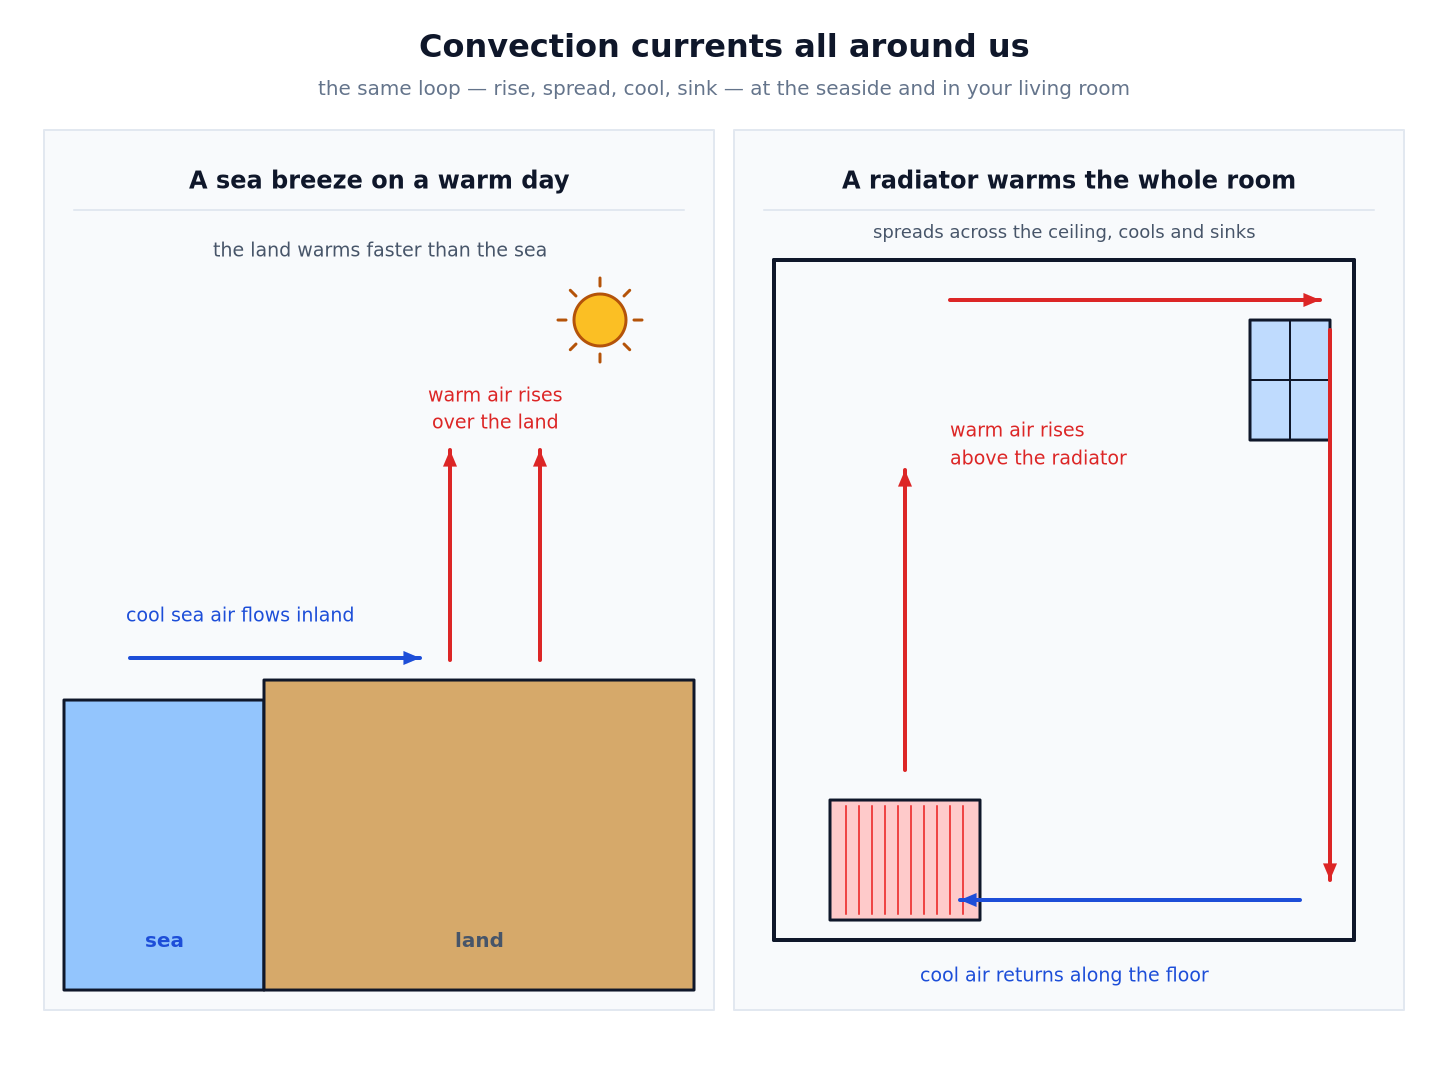 Convection currents all around us
the same loop — rise, spread, cool, sink — at the seaside and in your living room
A sea breeze on a warm day
the land warms faster than the sea
warm air rises
over the land
cool sea air flows inland
sea
land
A radiator warms the whole room
spreads across the ceiling, cools and sinks
warm air rises
above the radiator
cool air returns along the floor